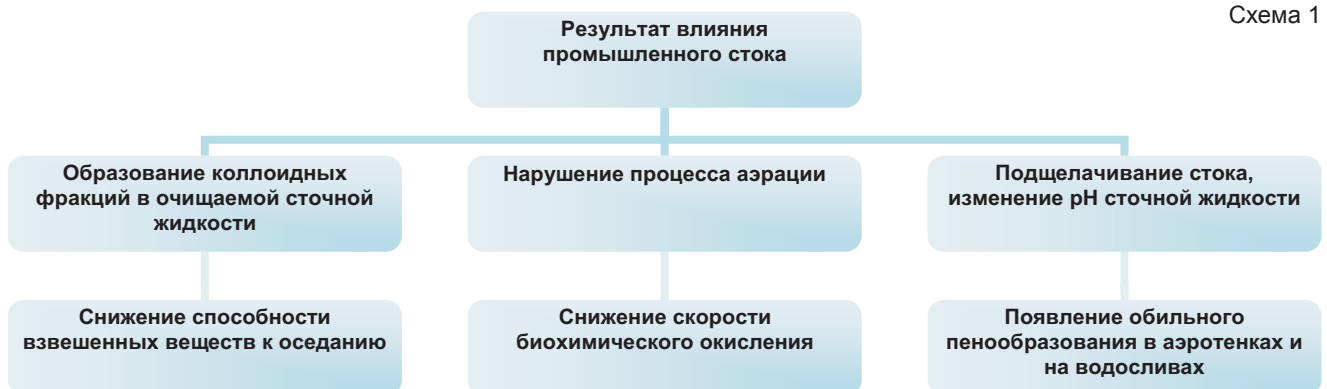 Схема 1
Результат влияния
промышленного стока
Образование коллоидных
фракций в очищаемой сточной
жидкости
Нарушение процесса аэрации
Подщелачивание стока,
изменение pH сточной жидкости
Снижение способности
взвешенных веществ к оседанию
Снижение скорости
биохимического окисления
Появление обильного
пенообразования в аэротенках и
на водосливах